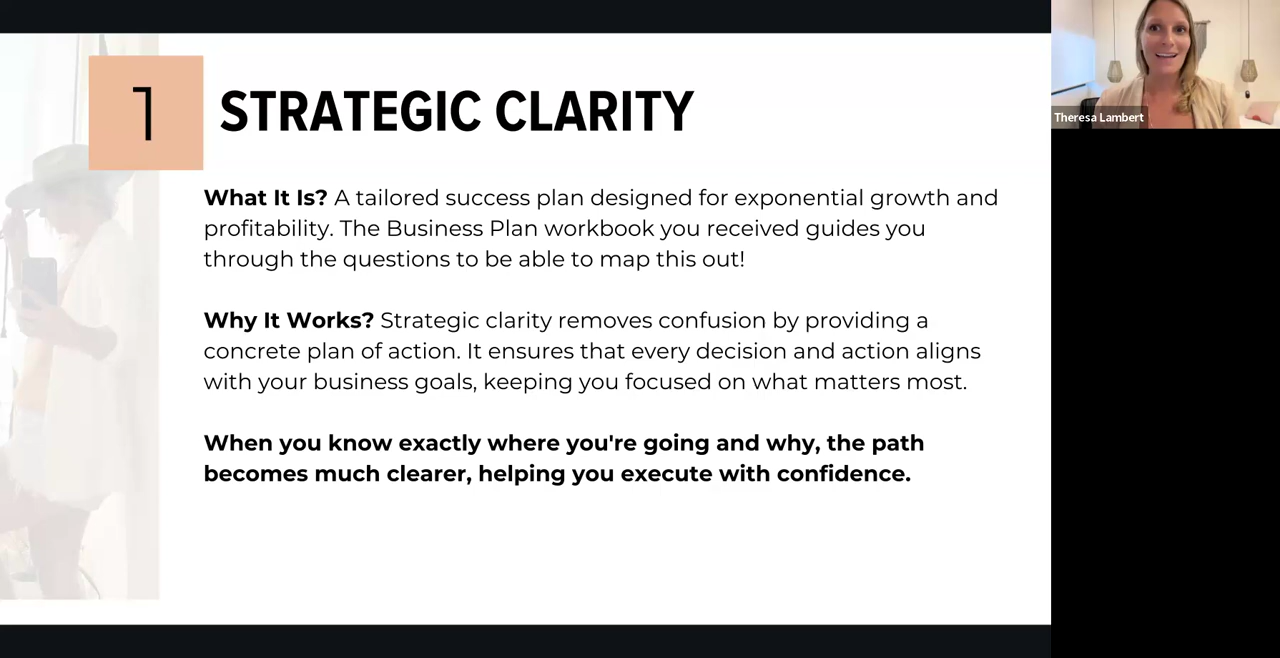 1
STRATEGIC CLARITY
What It Is? A tailored success plan designed for exponential growth and
profitability. The Business Plan workbook you received guides you
through the questions to be able to map this out!
Why It Works? Strategic clarity removes confusion by providing a
concrete plan of action. It ensures that every decision and action aligns
with your business goals, keeping you focused on what matters most.
When you know exactly where you're going and why, the path
becomes much clearer, helping you execute with confidence.
Theresa Lambert